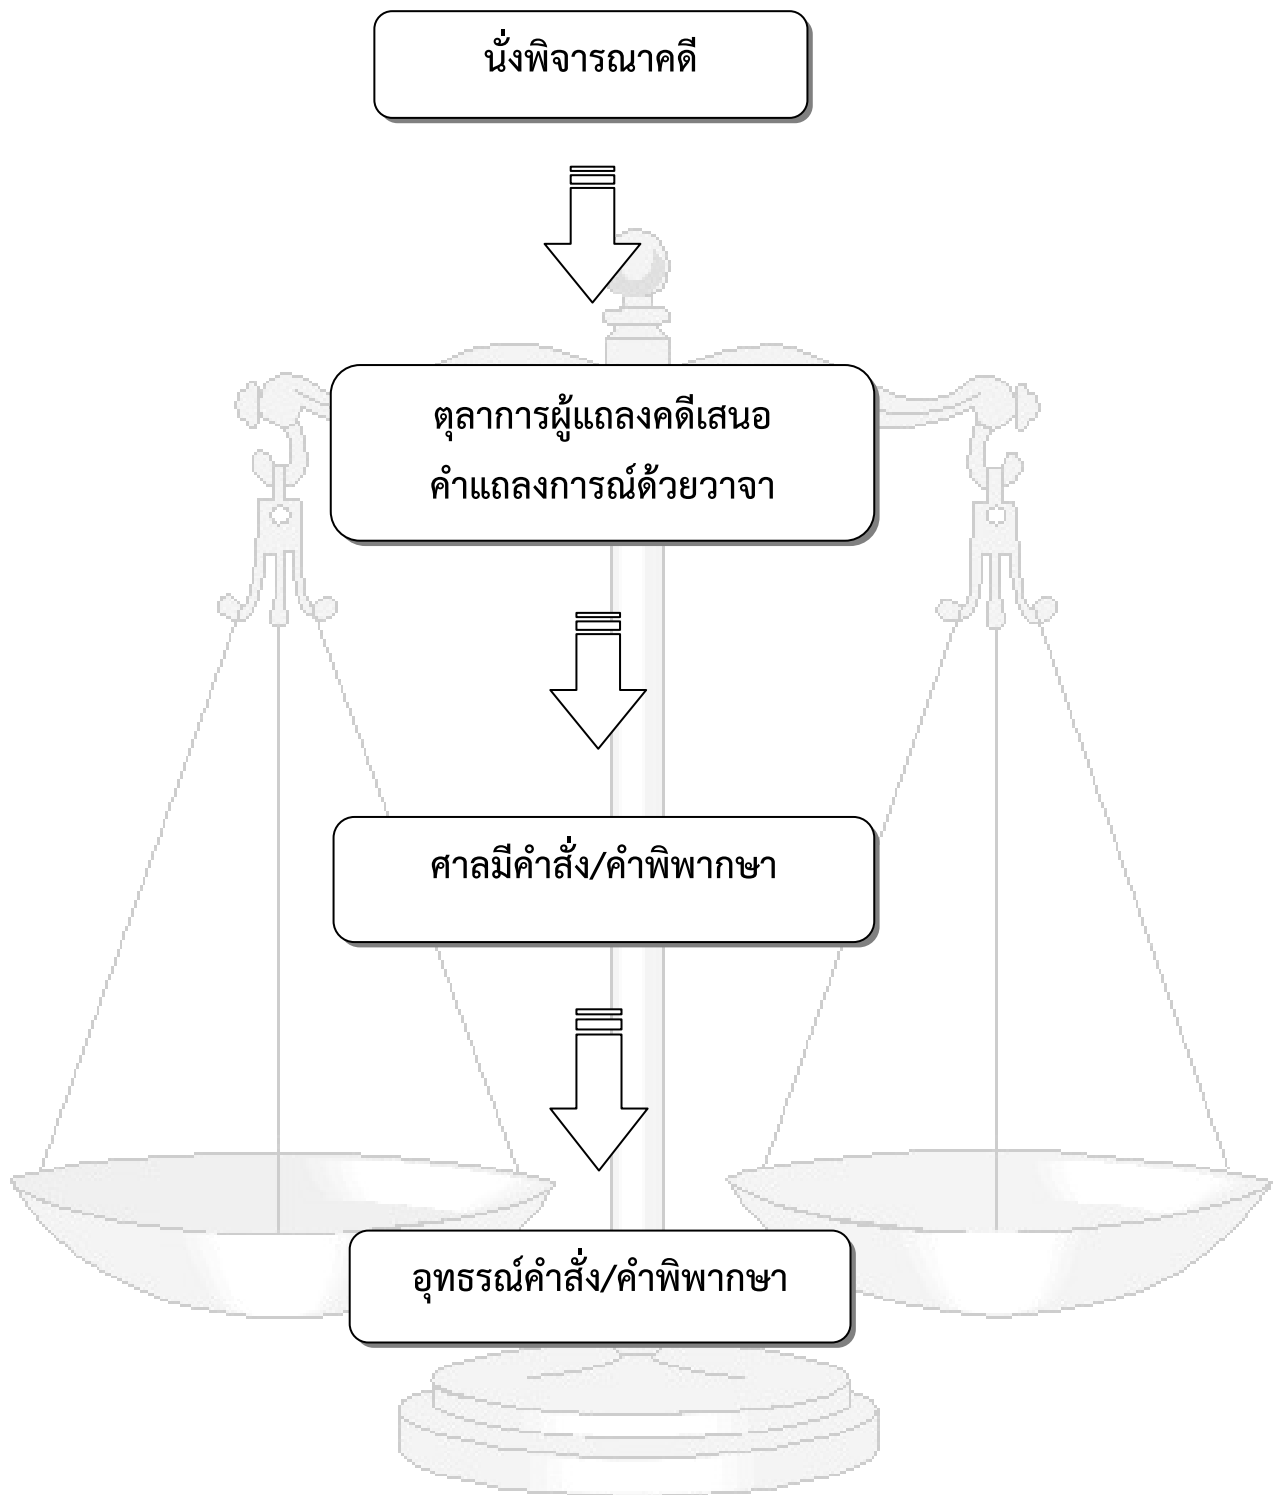 นั่งพิจารณาคดี
ตุลาการผู้แถลงคดีเสนอ
คำแถลงการณ์ด้วยวาจา
ศาลมีคำสั่ง/คำพิพากษา
อุทธรณ์คำสั่ง/คำพิพากษา